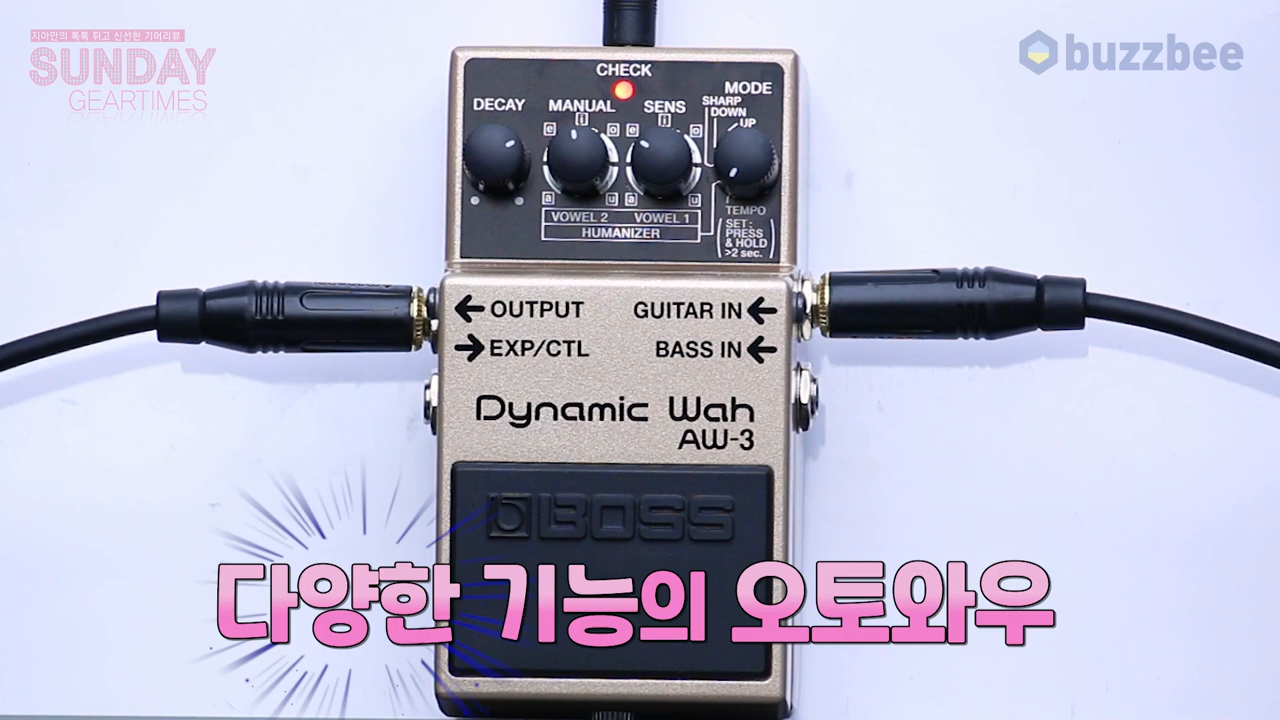 지아만의 톡톡 튀고 신선한 기어리뷰
SUNDAY
GEARTIMES
buzzbee
CHECK
DECAY
MANUAL
SENS
MODE
SHARP
DOWN
UP
e i o
e i o
a u
a u
VOWEL 2 VOWEL 1
HUMANIZER
TEMPO
SET:
PRESS
& HOLD
>2 sec.
OUTPUT
EXP/CTL
GUITAR IN
BASS IN
Dynamic Wah
AW-3
BOSS
다양한 기능의 오토와우